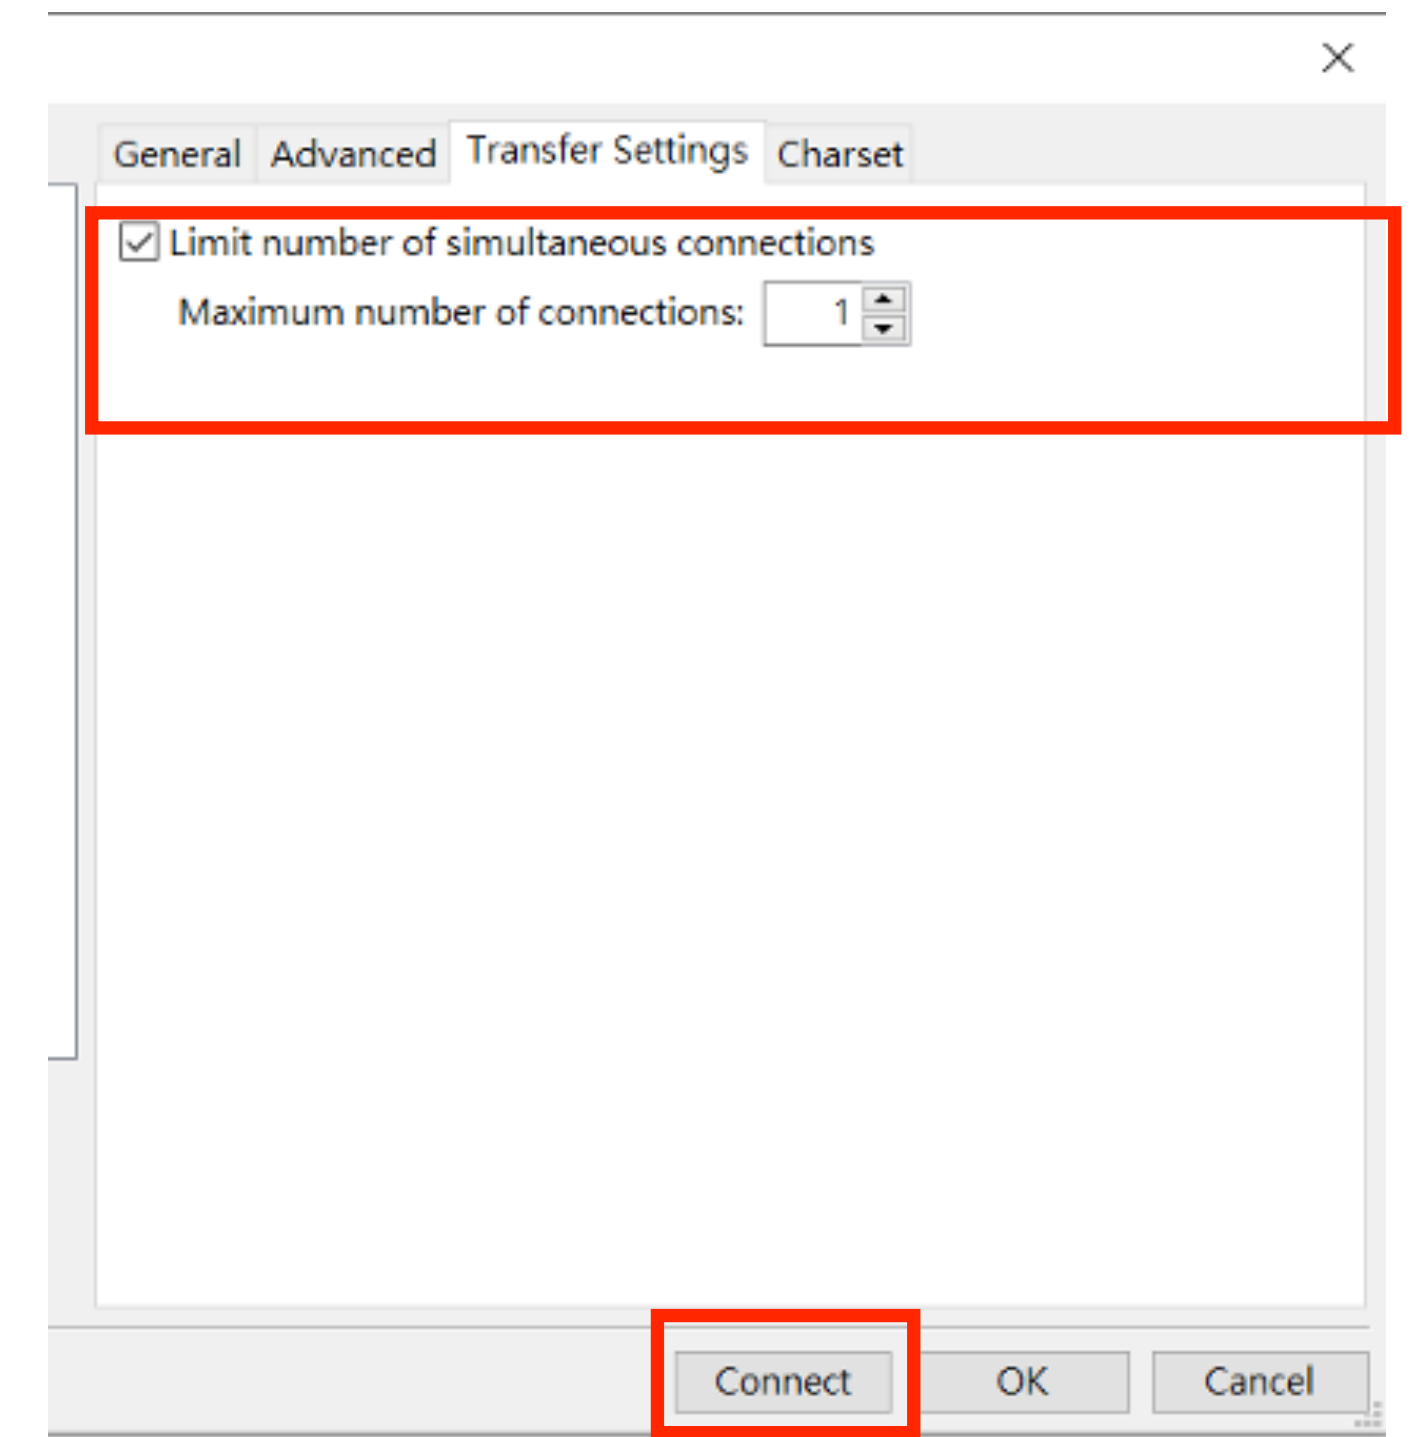 General Advanced Transfer Settings Charset
Limit number of simultaneous connections
Maximum number of connections: 1
Connect OK Cancel